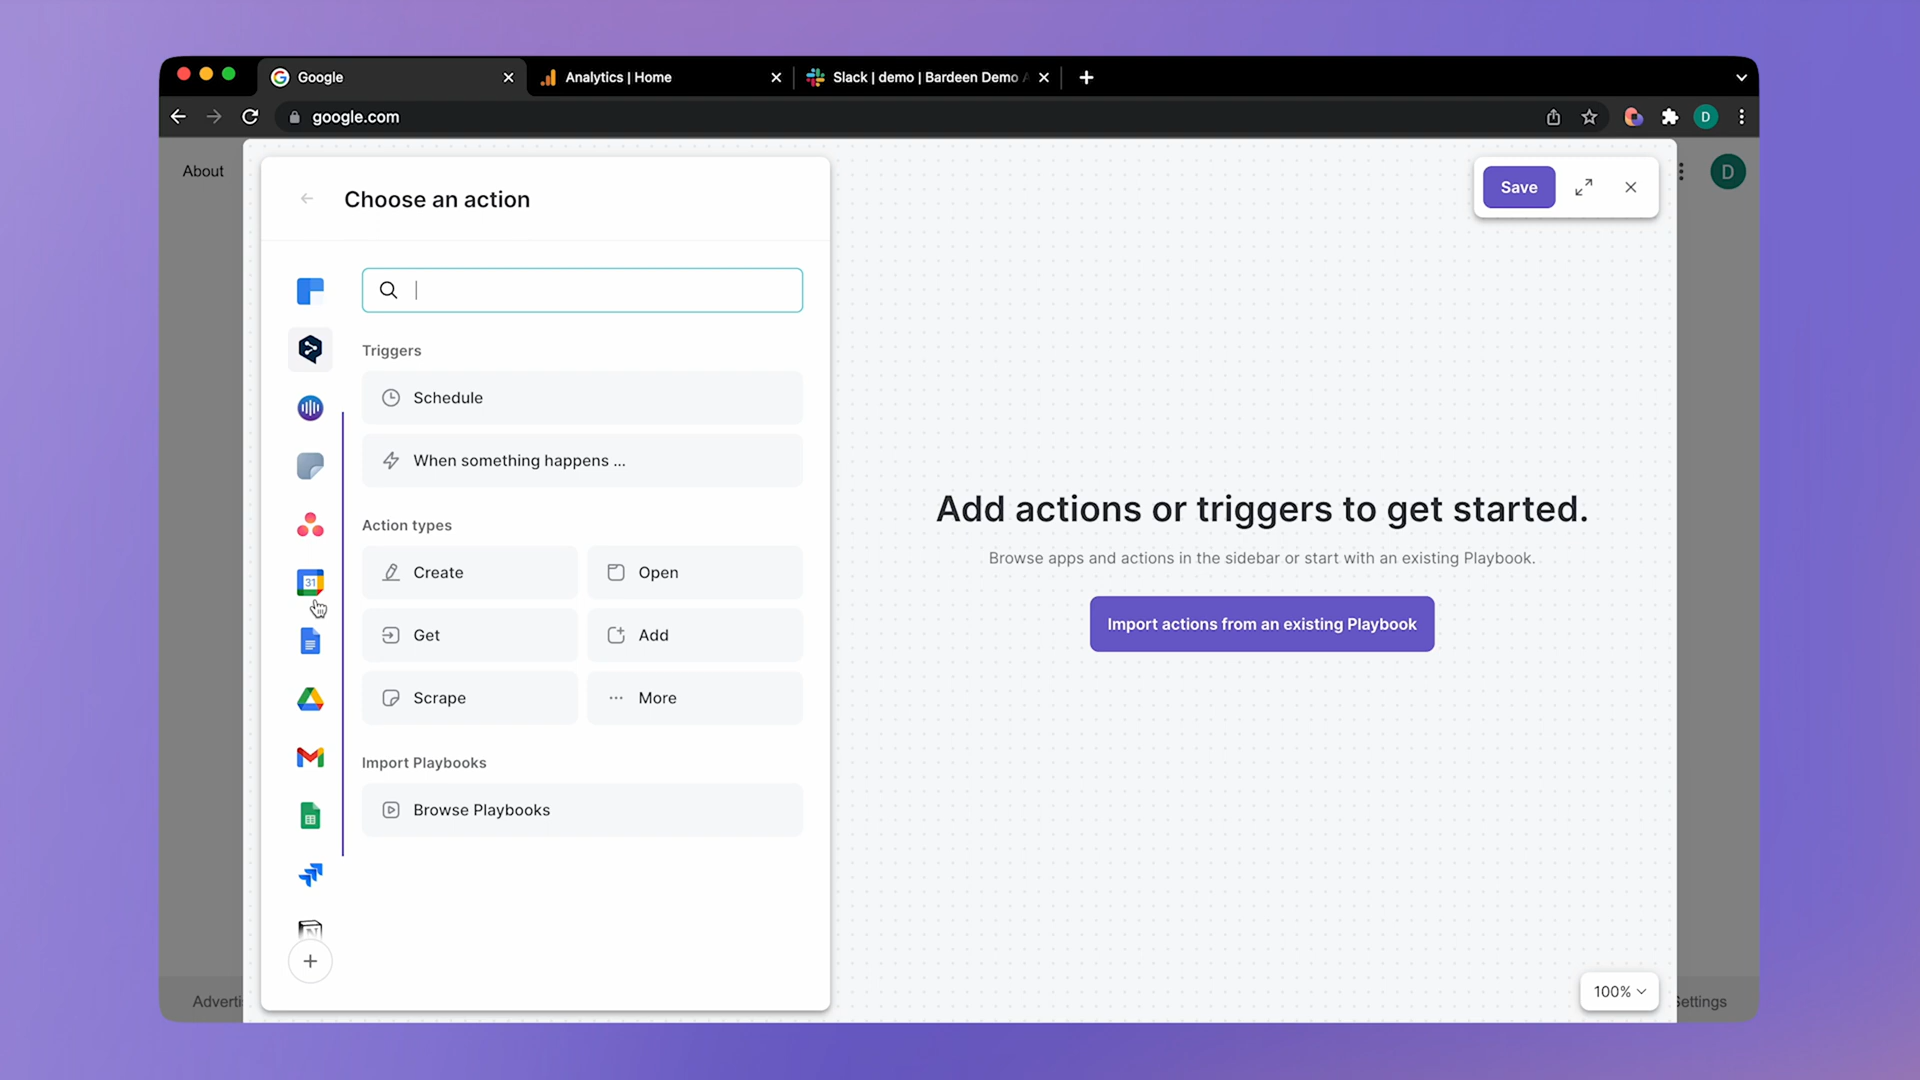 Google
Analytics | Home
Slack | demo | Bardeen Demo
google.com
D
About
D
Choose an action
Save
Triggers
Schedule
When something happens ...
Action types
Create
Open
Get
Add
Scrape
More
Import Playbooks
Browse Playbooks
31
Add actions or triggers to get started.
Browse apps and actions in the sidebar or start with an existing Playbook.
Import actions from an existing Playbook
100%
Adverti
Settings